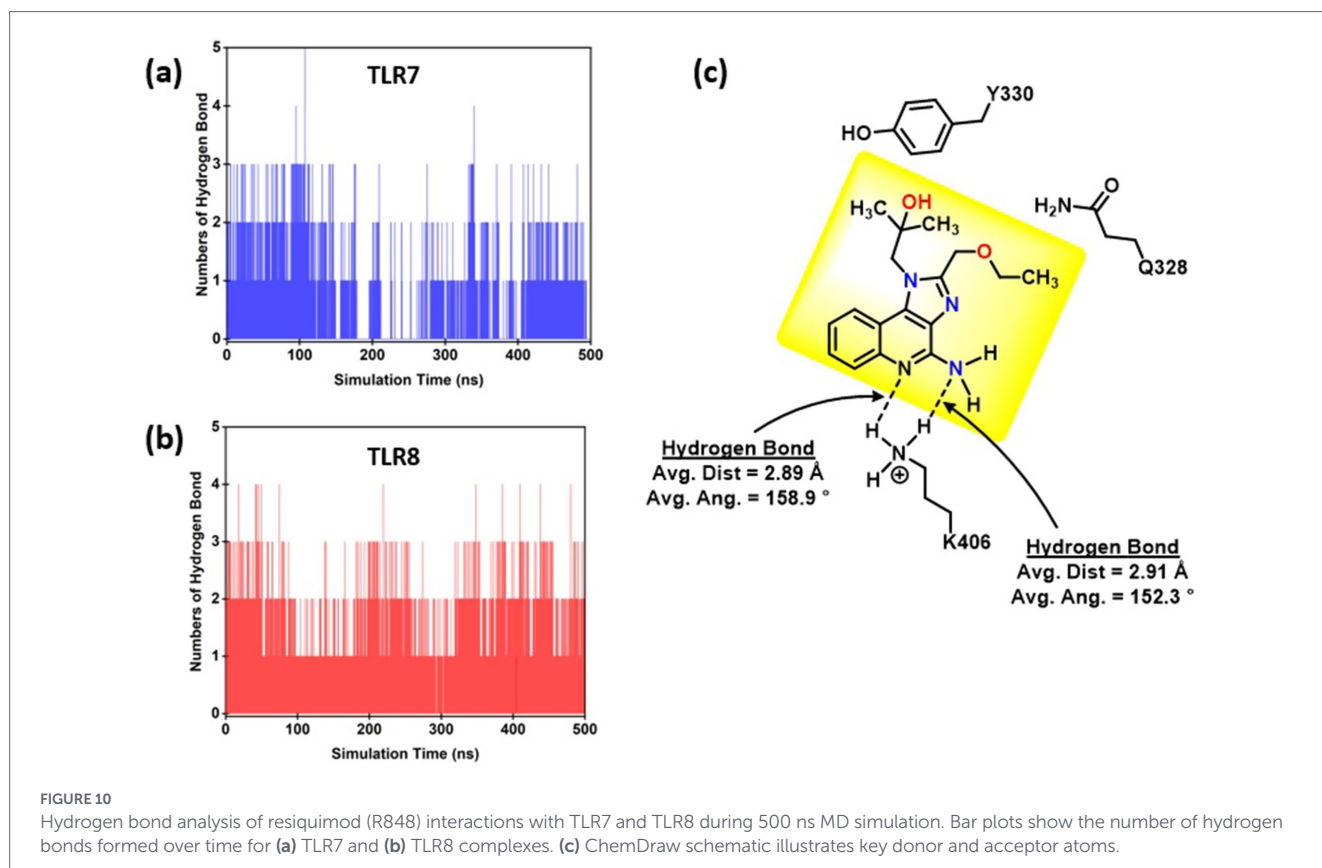 (a)
TLR7
Numbers of Hydrogen Bond
5
4
3
2
1
0
0 100 200 300 400 500
Simulation Time (ns)
(b)
TLR8
Numbers of Hydrogen Bond
5
4
3
2
1
0
0 100 200 300 400 500
Simulation Time (ns)
(c)
Y330
HO
O
H2N
Q328
OH
H3C
CH3
O
CH3
N
N
N
N
H
H
H
H
N
H
+
K406
Hydrogen Bond
Avg. Dist = 2.89 Å
Avg. Ang. = 158.9 °
Hydrogen Bond
Avg. Dist = 2.91 Å
Avg. Ang. = 152.3 °
FIGURE 10
Hydrogen bond analysis of resiquimod (R848) interactions with TLR7 and TLR8 during 500 ns MD simulation. Bar plots show the number of hydrogen
bonds formed over time for (a) TLR7 and (b) TLR8 complexes. (c) ChemDraw schematic illustrates key donor and acceptor atoms.